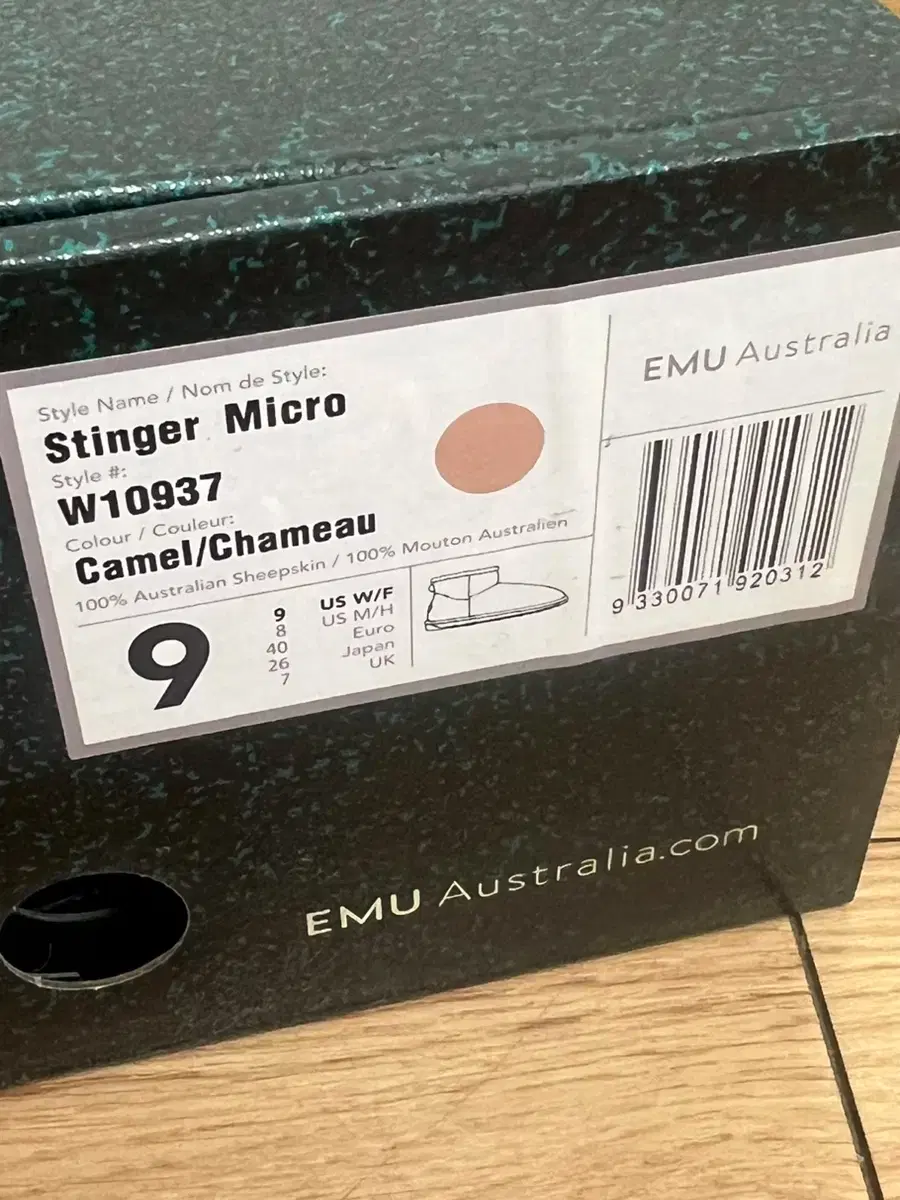 Style Name / Nom de Style:
Stinger Micro
Style #:
W10937
Colour / Couleur:
Camel/Chameau
100% Australian Sheepskin / 100% Mouton Australien
9
9 US W/F
8 US M/H
40 Euro
26 Japan
7 UK
EMU Australia
9 330071 920312
EMU Australia.com